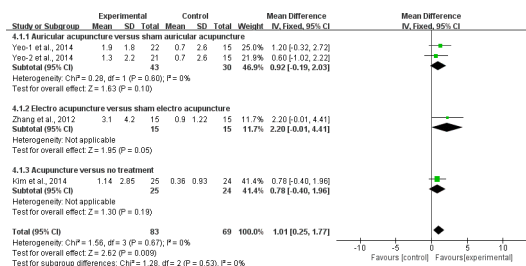 Experimental Control Mean Difference Mean Difference
Study or Subgroup Mean SD Total Mean SD Total Weight IV, Fixed, 95% CI IV, Fixed, 95% CI
4.1.1 Auricular acupuncture versus sham auricular acupuncture
Yeo-1 et al., 2014 1.9 1.8 22 0.7 2.6 15 25.0% 1.20 [-0.32, 2.72]
Yeo-2 et al., 2014 1.3 2.2 21 0.7 2.6 15 21.9% 0.60 [-1.02, 2.22]
Subtotal (95% CI) 43 30 46.9% 0.92 [-0.19, 2.03]
Heterogeneity: Chi² = 0.28, df = 1 (P = 0.60); I² = 0%
Test for overall effect: Z = 1.63 (P = 0.10)
4.1.2 Electro acupuncture versus sham electro acupuncture
Zhang et al., 2012 3.1 4.2 15 0.9 1.22 15 11.7% 2.20 [-0.01, 4.41]
Subtotal (95% CI) 15 15 11.7% 2.20 [-0.01, 4.41]
Heterogeneity: Not applicable
Test for overall effect: Z = 1.95 (P = 0.05)
4.1.3 Acupuncture versus no treatment
Kim et al., 2014 1.14 2.85 25 0.36 0.93 24 41.4% 0.78 [-0.40, 1.96]
Subtotal (95% CI) 25 24 41.4% 0.78 [-0.40, 1.96]
Heterogeneity: Not applicable
Test for overall effect: Z = 1.30 (P = 0.19)
Total (95% CI) 83 69 100.0% 1.01 [0.25, 1.77]
Heterogeneity: Chi² = 1.56, df = 3 (P = 0.67); I² = 0%
Test for overall effect: Z = 2.62 (P = 0.009)
Test for subgroup differences: Chi² = 1.28, df = 2 (P = 0.53), I² = 0%
-10 -5 0 5 10
Favours [control] Favours [experimental]